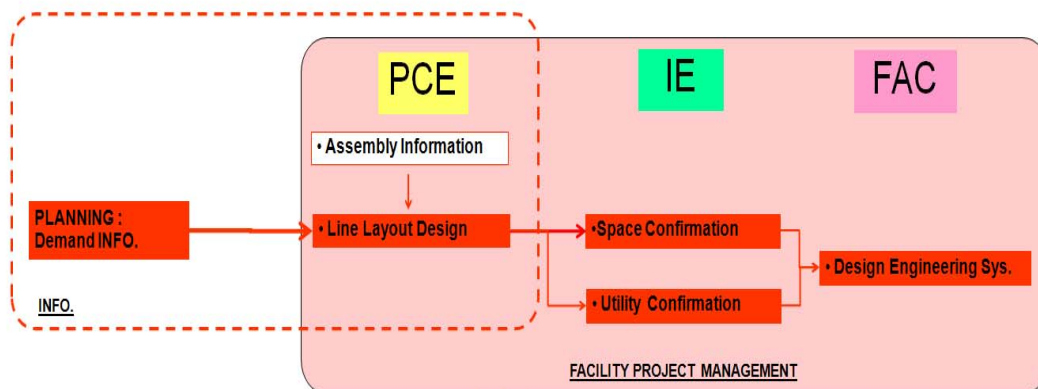 PCE
IE
FAC
• Assembly Information
PLANNING :
Demand INFO.
• Line Layout Design
•Space Confirmation
• Design Engineering Sys.
• Utility Confirmation
INFO.
FACILITY PROJECT MANAGEMENT